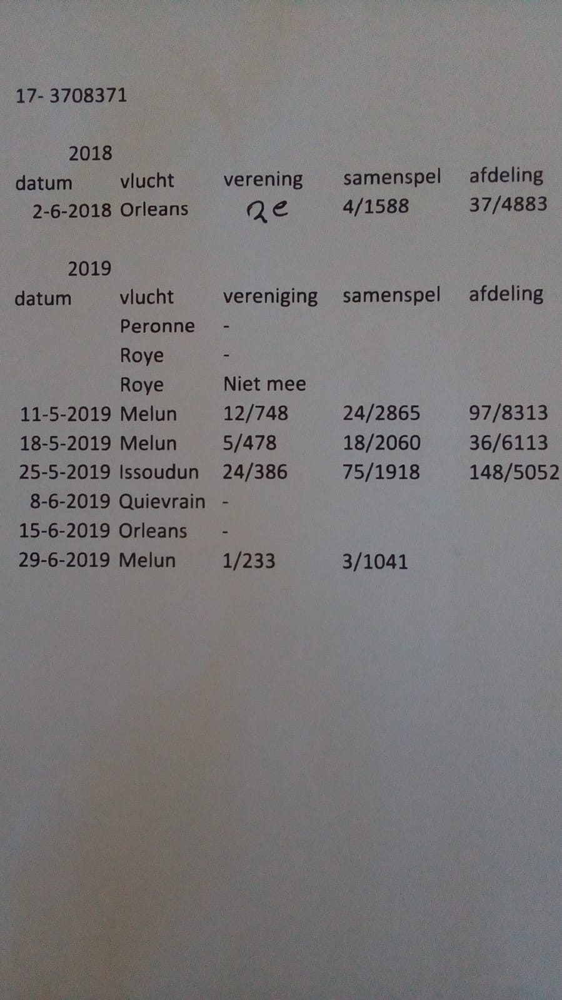 17- 3708371
2018
datum vlucht verening samenspel afdeling
2-6-2018 Orleans 2e 4/1588 37/4883
2019
datum vlucht vereniging samenspel afdeling
Peronne -
Roye -
Roye Niet mee
11-5-2019 Melun 12/748 24/2865 97/8313
18-5-2019 Melun 5/478 18/2060 36/6113
25-5-2019 Issoudun 24/386 75/1918 148/5052
8-6-2019 Quievrain -
15-6-2019 Orleans -
29-6-2019 Melun 1/233 3/1041